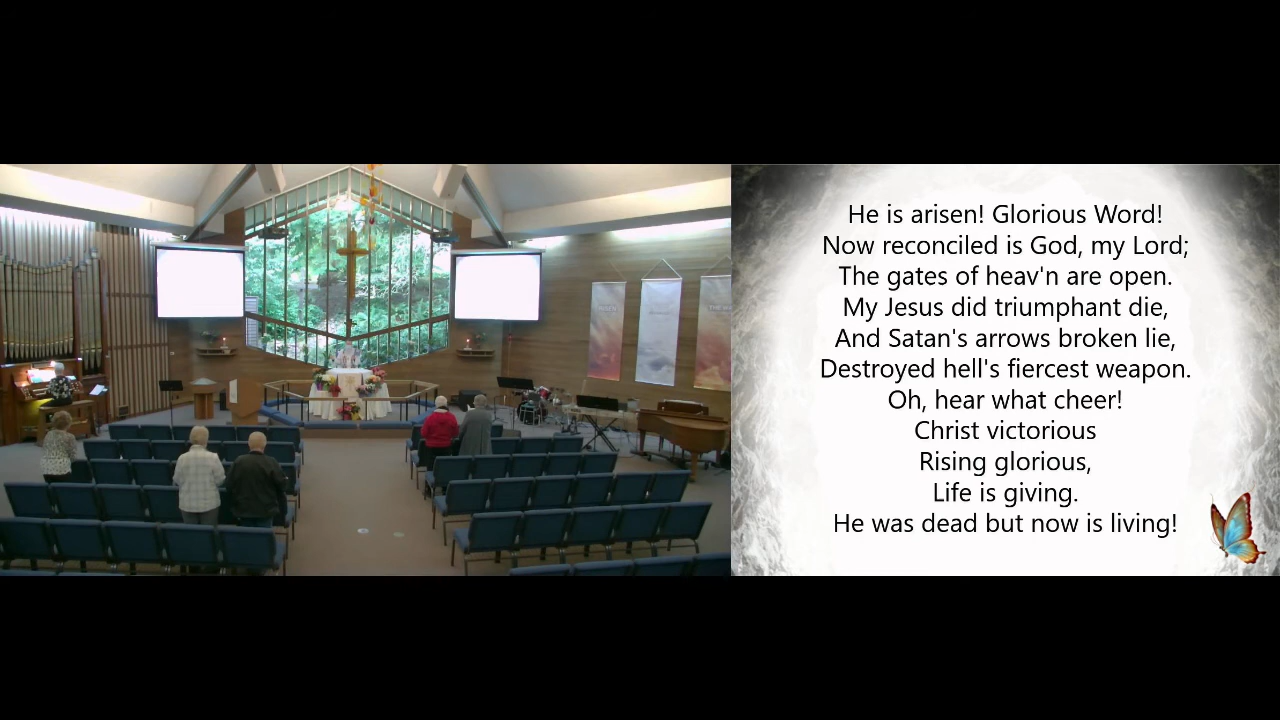 He is arisen! Glorious Word!
Now reconciled is God, my Lord;
The gates of heav'n are open.
My Jesus did triumphant die,
And Satan's arrows broken lie,
Destroyed hell's fiercest weapon.
Oh, hear what cheer!
Christ victorious
Rising glorious,
Life is giving.
He was dead but now is living!